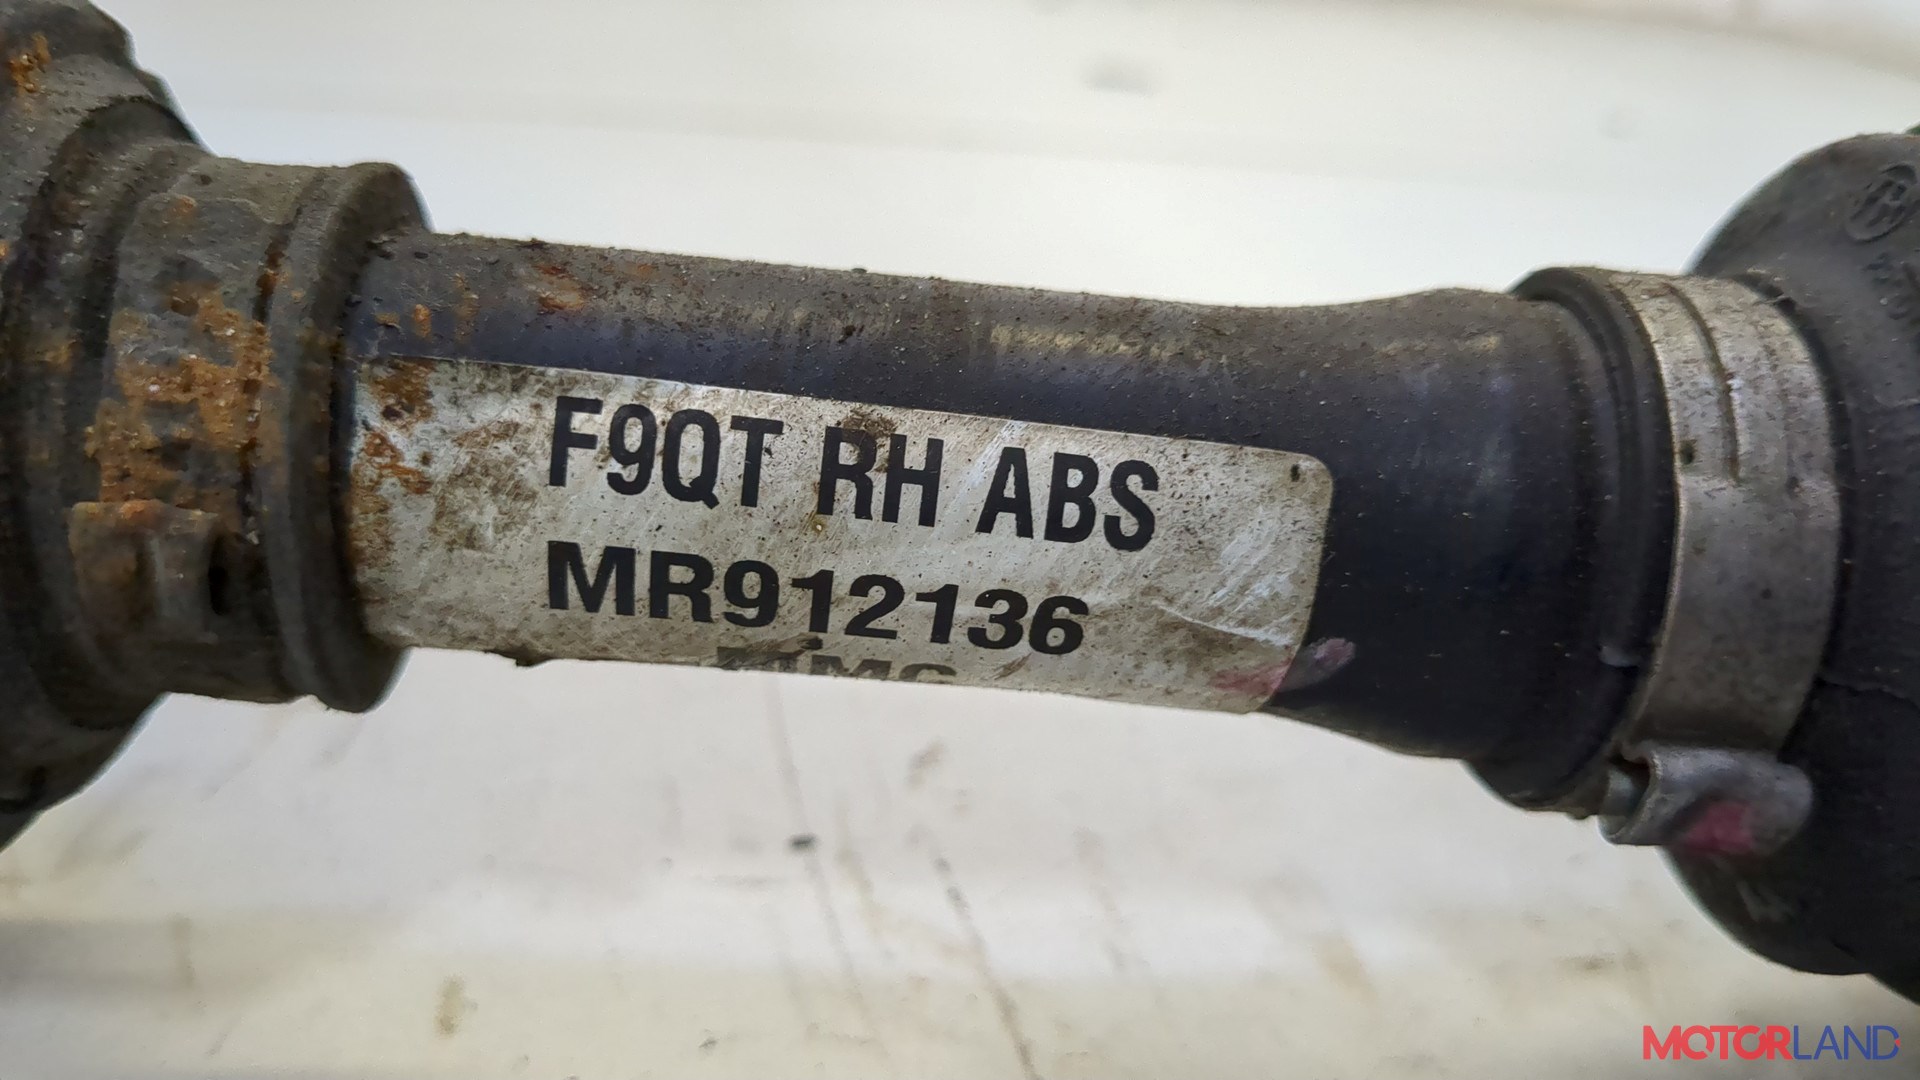 F9QT RH ABS
MR912136
MOTORLAND